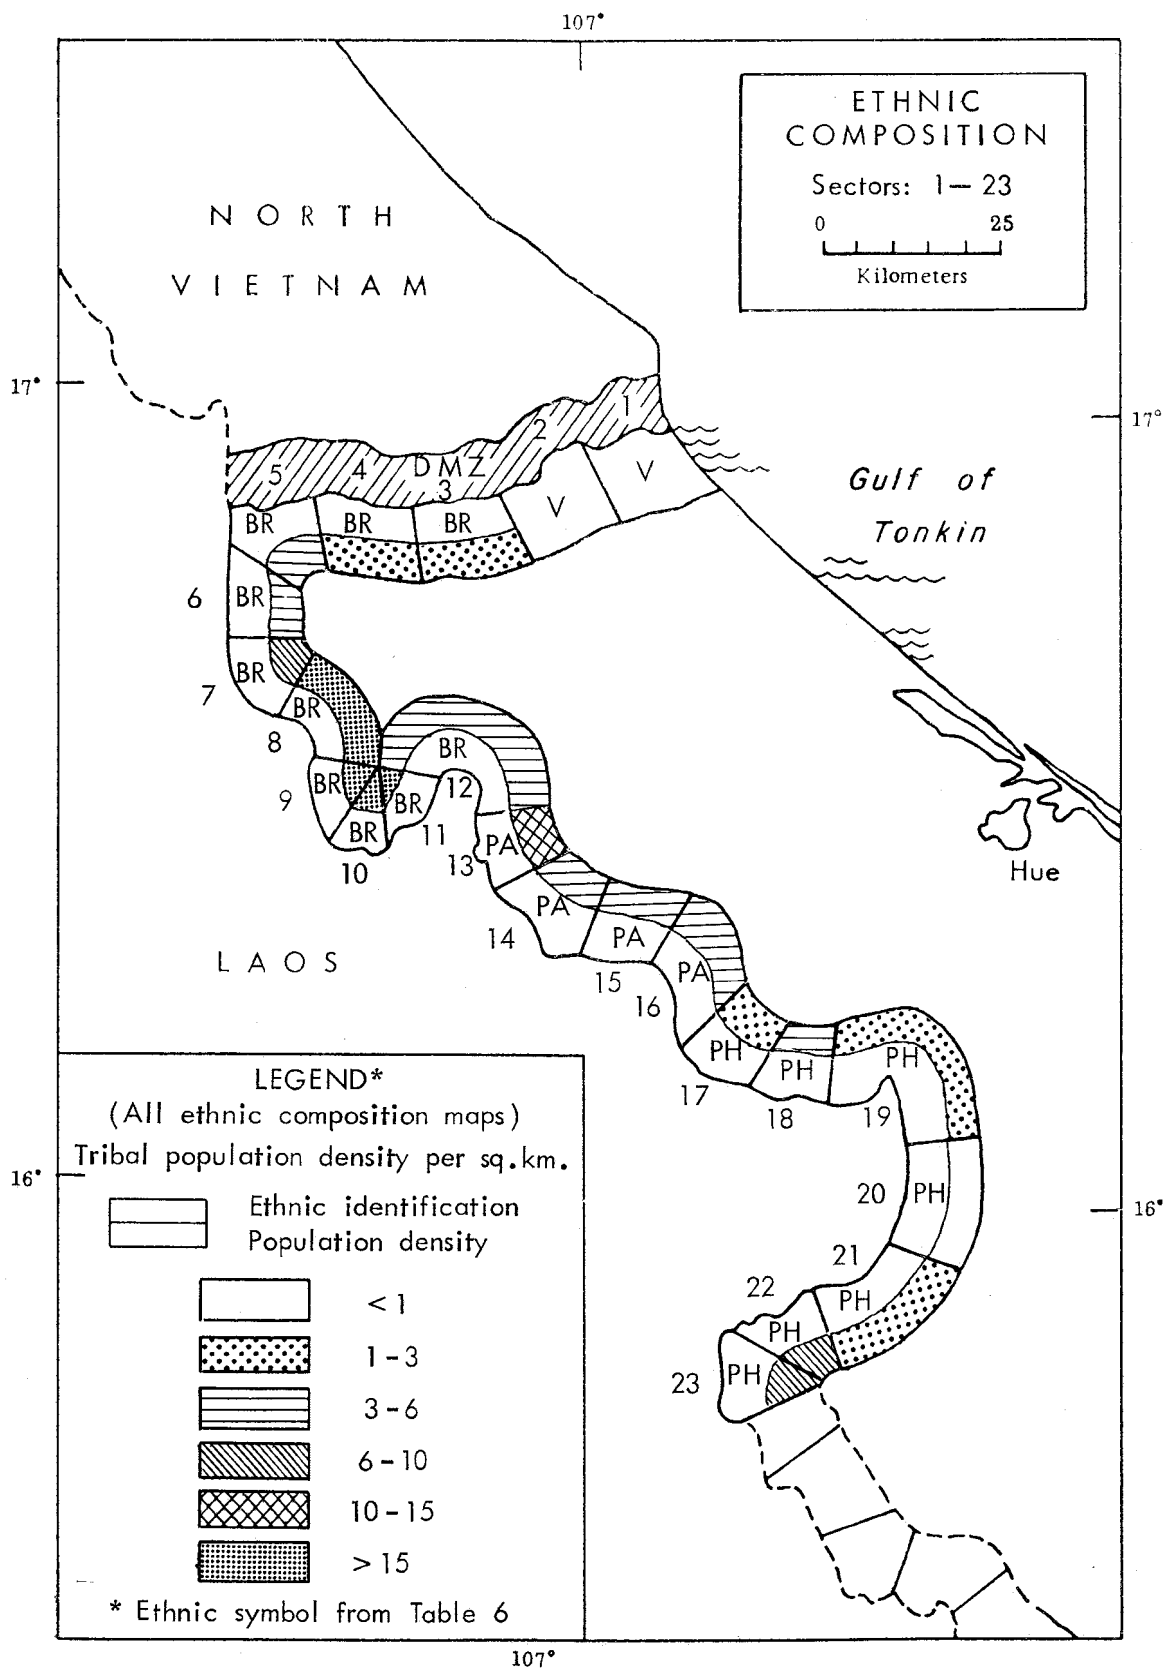 107°
ETHNIC
COMPOSITION
Sectors: 1— 23
0 25
Kilometers
NORTH
VIETNAM
17°
17°
1
2
DMZ
3
4
5
V
V
BR
BR
BR
Gulf of
Tonkin
6
BR
7
BR
8
BR
9
BR
10
BR
11
BR
12
BR
13
PA
Hue
14
PA
15
PA
16
PA
LAOS
17
PH
18
PH
19
PH
20
PH
21
PH
22
PH
23
PH
16°
16°
LEGEND*
(All ethnic composition maps)
Tribal population density per sq.km.
Ethnic identification
Population density
<1
1-3
3-6
6-10
10-15
>15
* Ethnic symbol from Table 6
107°